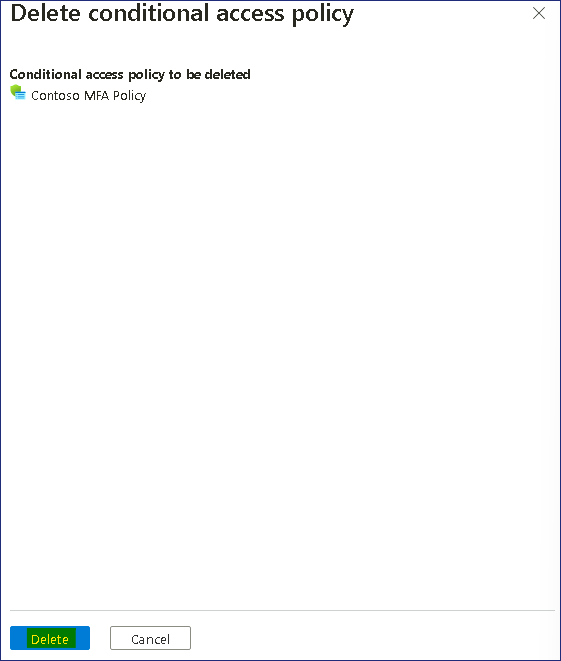 Delete conditional access policy
Conditional access policy to be deleted
Contoso MFA Policy
Delete
Cancel